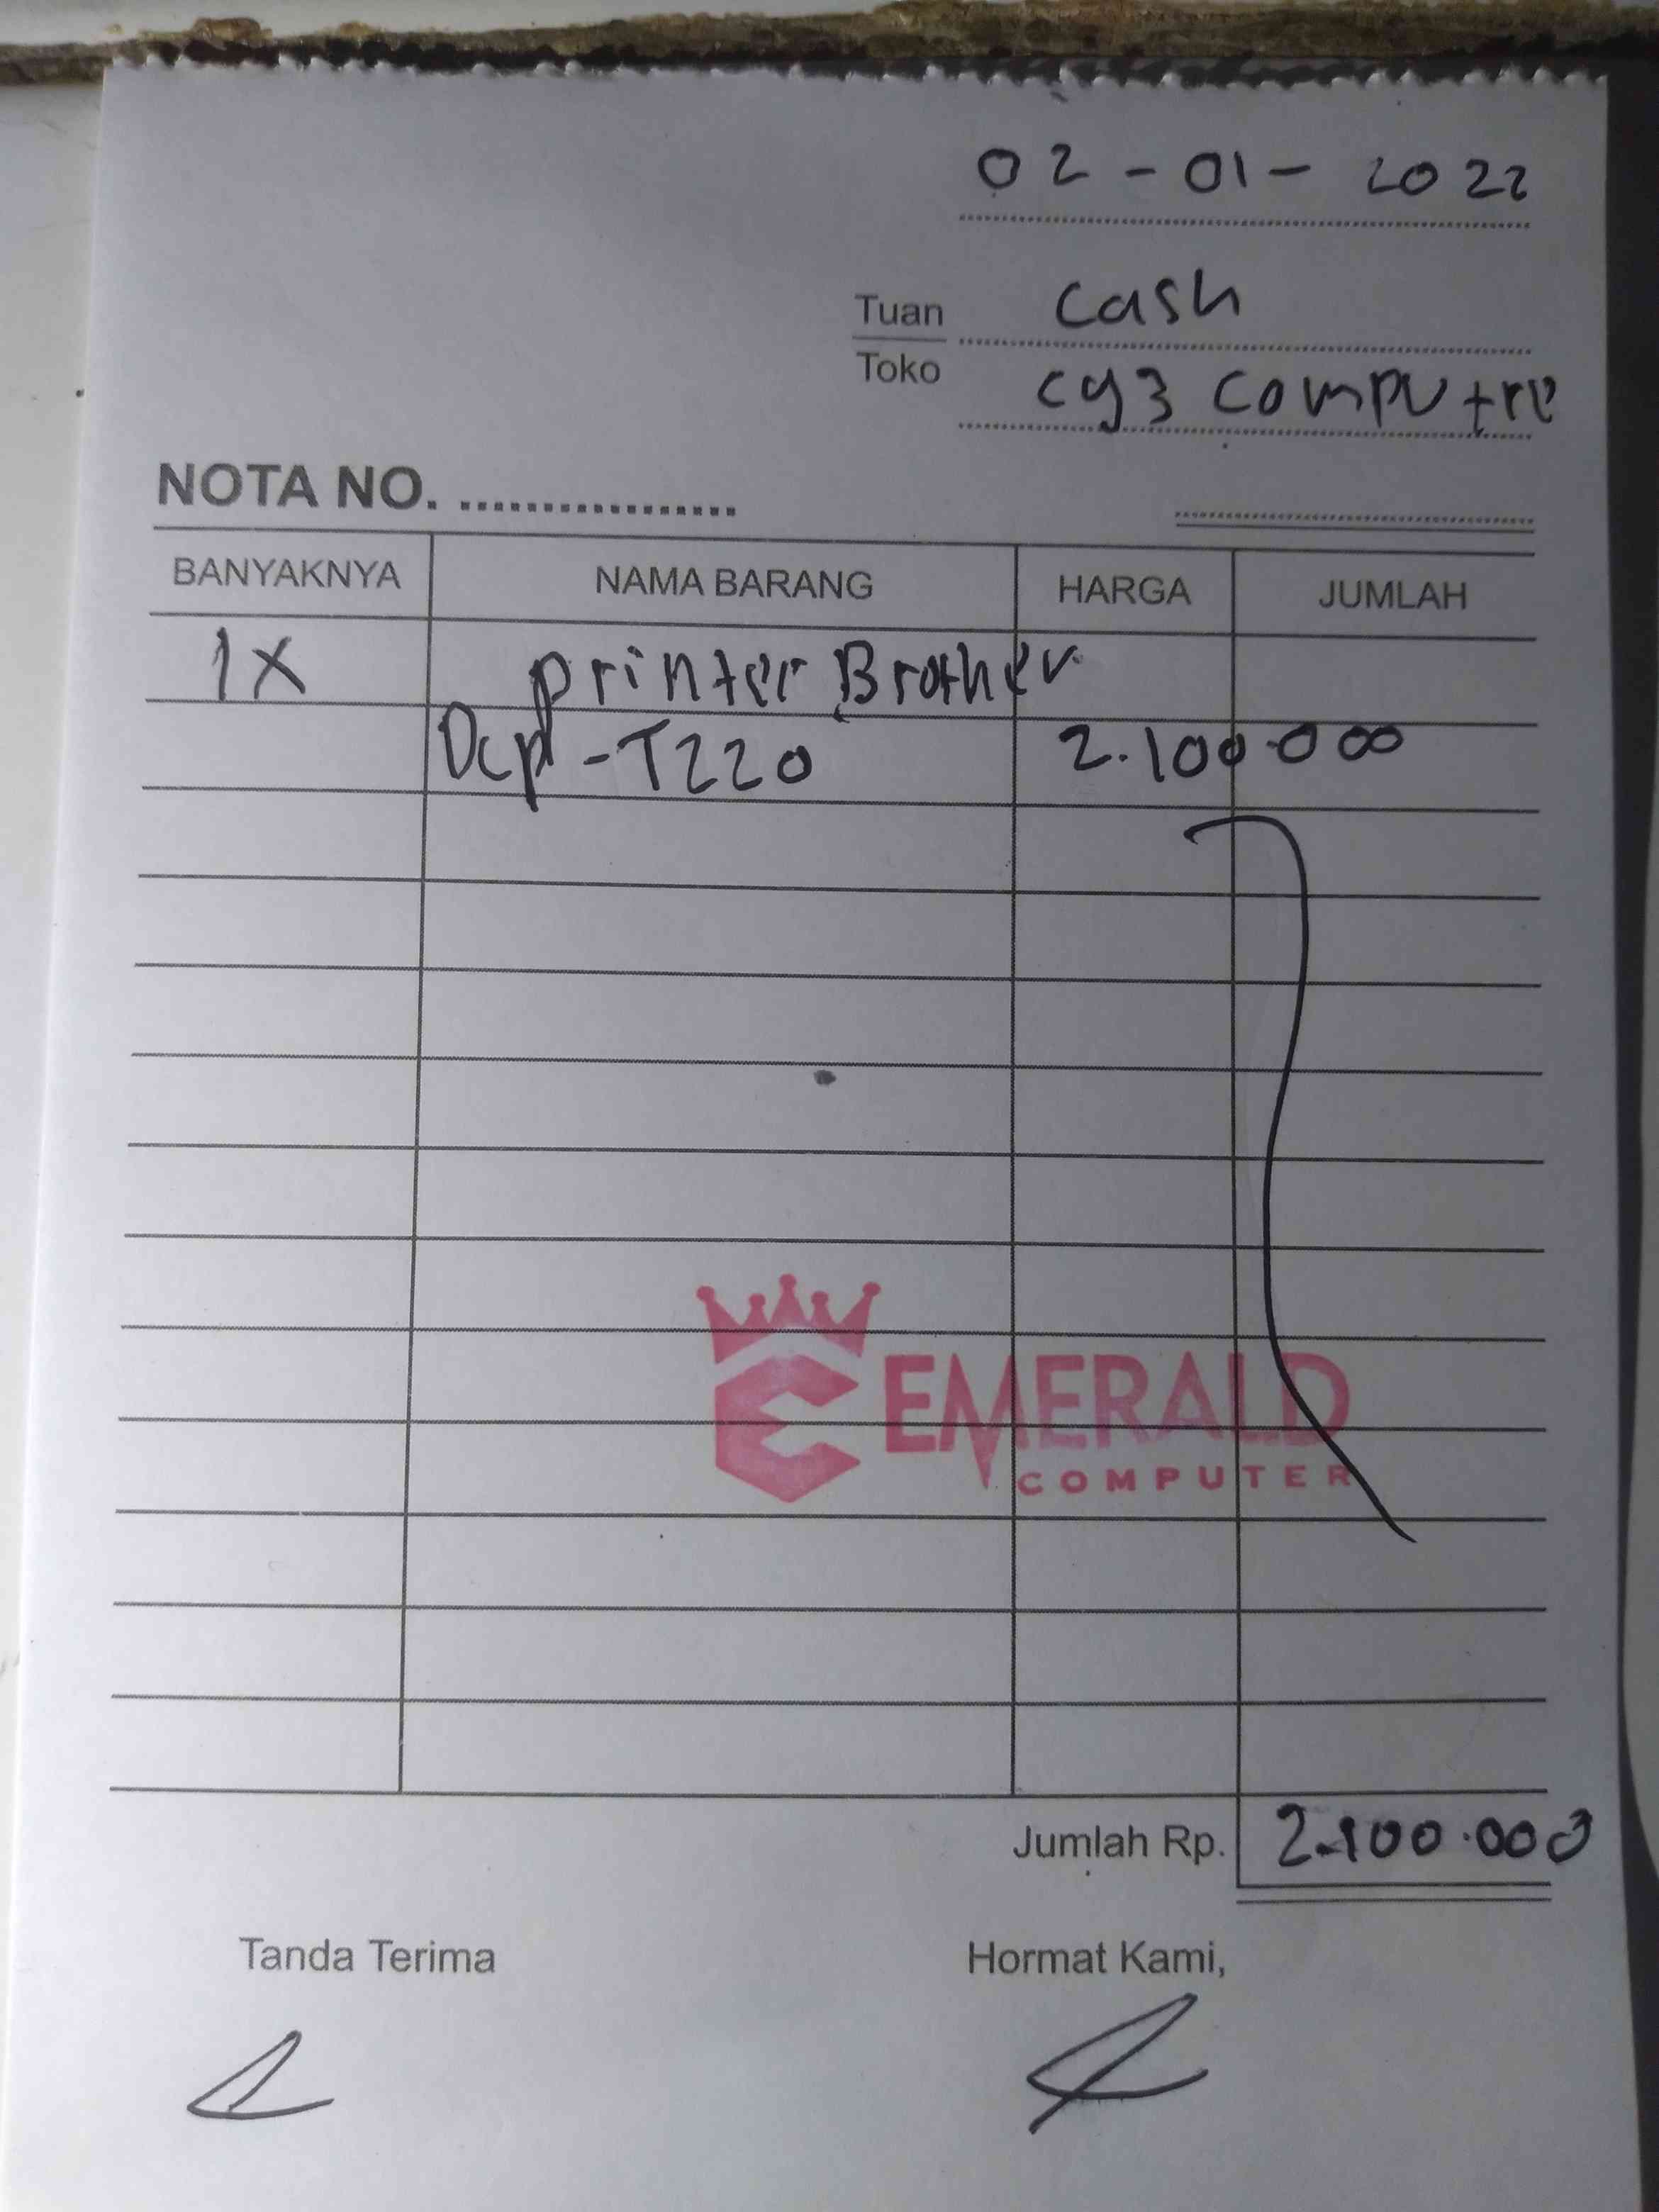 02-01-2022
Tuan cash
Toko cy3 computre
NOTA NO. ....................
BANYAKNYA NAMA BARANG HARGA JUMLAH
1x printer Brother
Dcp-T220 2.100.000
EMERALD
COMPUTER
Jumlah Rp. 2.100.000
Tanda Terima Hormat Kami,